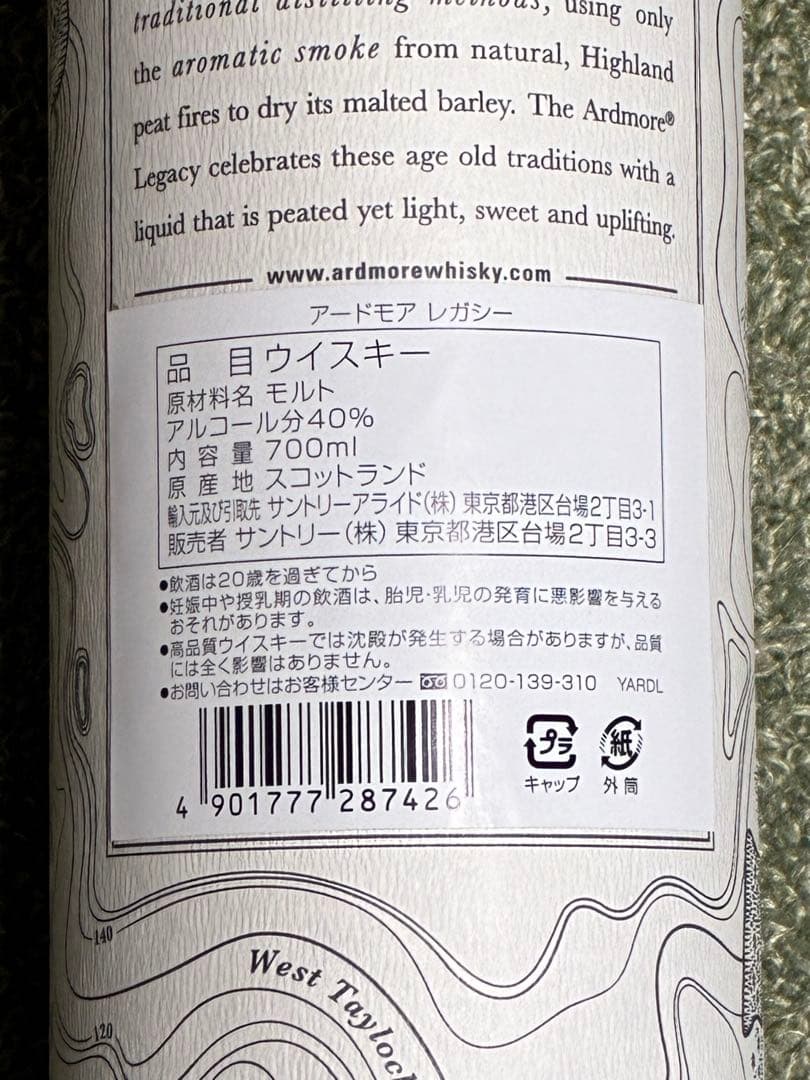 traditional distilling methods, using only
the aromatic smoke from natural, Highland
peat fires to dry its malted barley. The Ardmore®
Legacy celebrates these age old traditions with a
liquid that is peated yet light, sweet and uplifting.
www.ardmorewhisky.com
アードモア レガシー
品 目 ウイスキー
原材料名 モルト
アルコール分40%
内 容 量 700ml
原 産 地 スコットランド
輸入元及び引取先 サントリーアライド(株) 東京都港区台場2丁目3-1
販売者 サントリー(株) 東京都港区台場2丁目3-3
●飲酒は20歳を過ぎてから
●妊娠中や授乳期の飲酒は、胎児・乳児の発育に悪影響を与える
おそれがあります。
●高品質ウイスキーでは沈殿が発生する場合がありますが、品質
には全く影響はありません。
●お問い合わせはお客様センター 0120-139-310 YARDL
プラ 紙
キャップ 外筒
4 901777 287426
140
West Tayloch
120